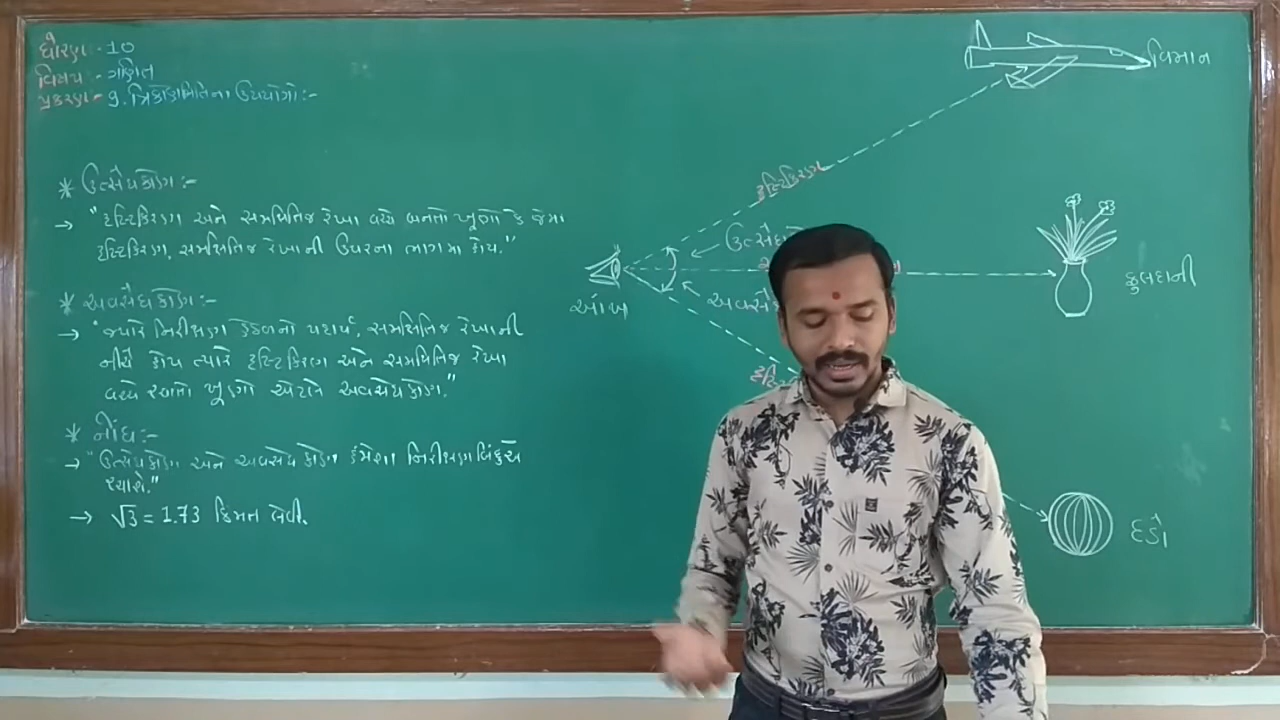 ધોરણ :- 10
વિષય :- ગણિત
પ્રકરણ :- 9. ત્રિકોણમિતિના ઉપયોગો :-
* ઉત્સેધકોણ :-
→ "દ્રષ્ટિકિરણ અને સમક્ષિતિજ રેખા વચ્ચે બનતો ખૂણો કે જેમાં
દ્રષ્ટિકિરણ, સમક્ષિતિજ રેખાની ઉપરના ભાગમાં હોય."
* અવસેધકોણ :-
→ "જ્યારે નિરીક્ષણ હેઠળનો પદાર્થ, સમક્ષિતિજ રેખાની
નીચે હોય ત્યારે દ્રષ્ટિકિરણ અને સમક્ષિતિજ રેખા
વચ્ચે રચાતો ખૂણો એટલે અવસેધકોણ."
* નોંધ :-
→ "ઉત્સેધકોણ અને અવસેધકોણ હંમેશા નિરીક્ષણબિંદુએ
રચાશે."
→ √3 = 1.73 કિંમત લેવી.
વિમાન
દ્રષ્ટિકિરણ
ઉત્સેધ
આંખ
અવસે
ફુલદાની
દ્રષ્ટિ
દડો